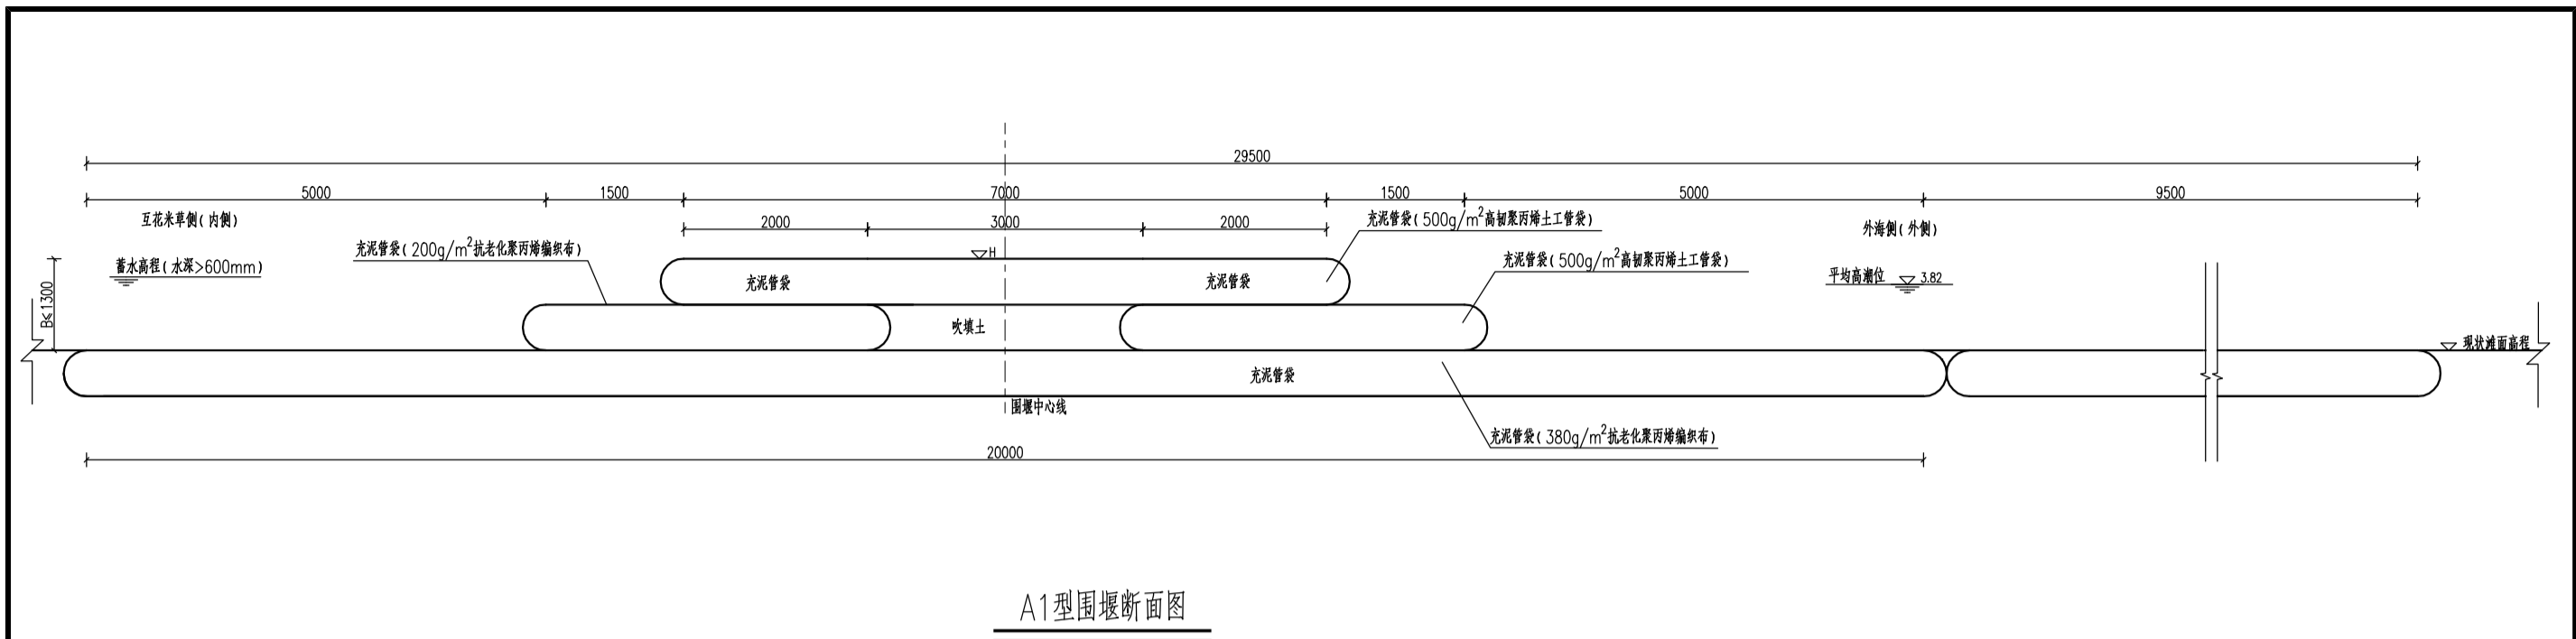 29500
5000 1500 7000 1500 5000 9500
互花米草侧(内侧)
2000 3000 2000
充泥管袋(500g/m²高韧聚丙烯土工管袋)
外海侧(外侧)
充泥管袋(200g/m²抗老化聚丙烯编织布)
H
充泥管袋(500g/m²高韧聚丙烯土工管袋)
蓄水高程(水深>600mm)
平均高潮位 3.82
充泥管袋 充泥管袋
B≤1300
吹填土
现状滩面高程
充泥管袋
围堰中心线
充泥管袋(380g/m²抗老化聚丙烯编织布)
20000
A1型围堰断面图